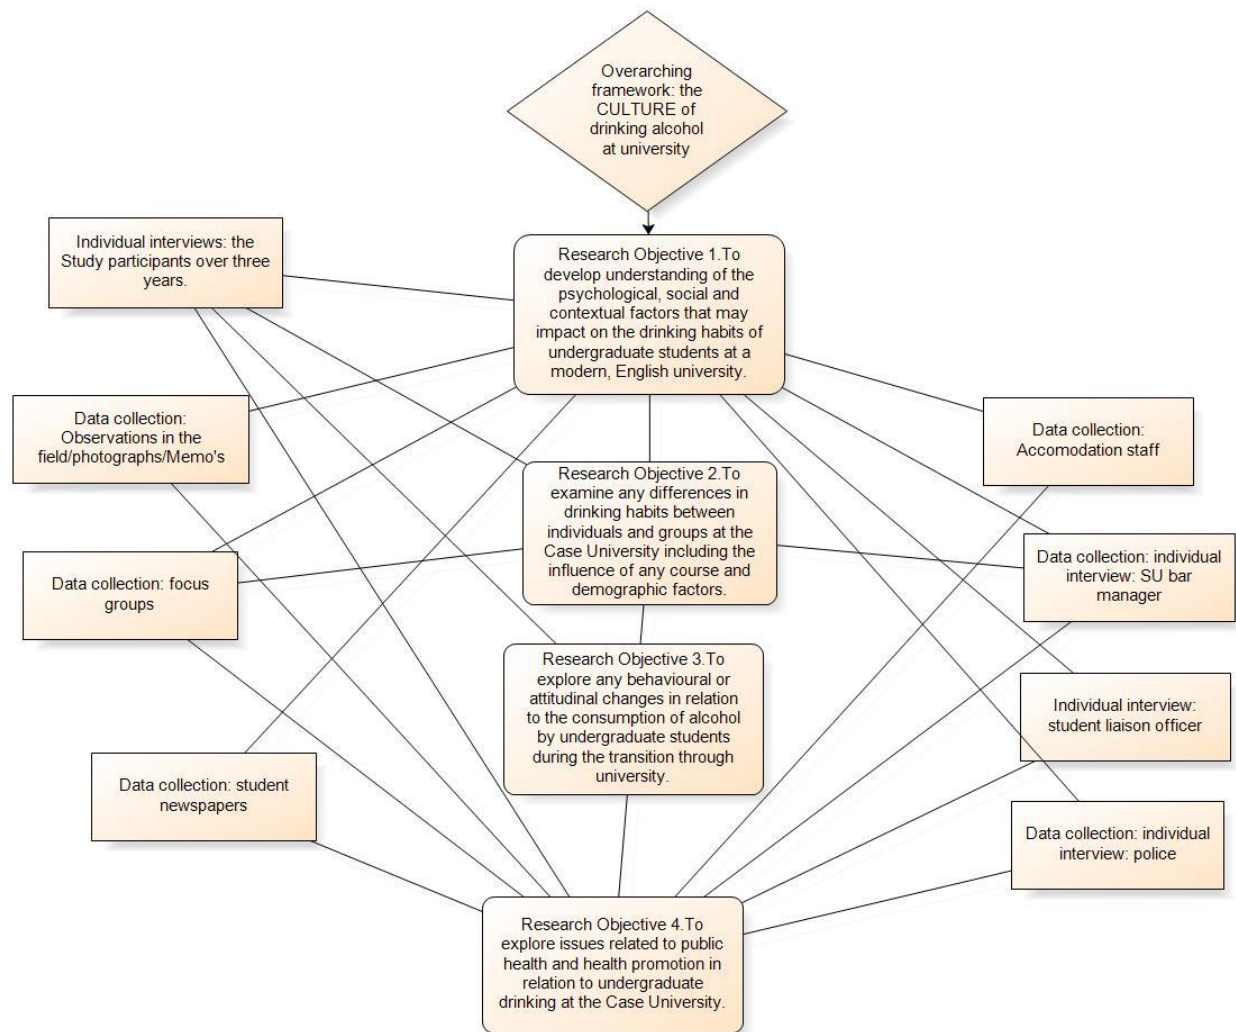 Overarching
framework: the
CULTURE of
drinking alcohol
at university
Individual interviews: the
Study participants over three
years.
Research Objective 1.To
develop understanding of the
psychological, social and
contextual factors that may
impact on the drinking habits of
undergraduate students at a
modern, English university.
Data collection:
Observations in the
field/photographs/Memo's
Data collection:
Accomodation staff
Research Objective 2.To
examine any differences in
drinking habits between
individuals and groups at the
Case University including the
influence of any course and
demographic factors.
Data collection: focus
groups
Data collection: individual
interview: SU bar
manager
Research Objective 3.To
explore any behavioural or
attitudinal changes in relation
to the consumption of alcohol
by undergraduate students
during the transition through
university.
Individual interview:
student liaison officer
Data collection: student
newspapers
Data collection: individual
interview: police
Research Objective 4.To
explore issues related to public
health and health promotion in
relation to undergraduate
drinking at the Case University.